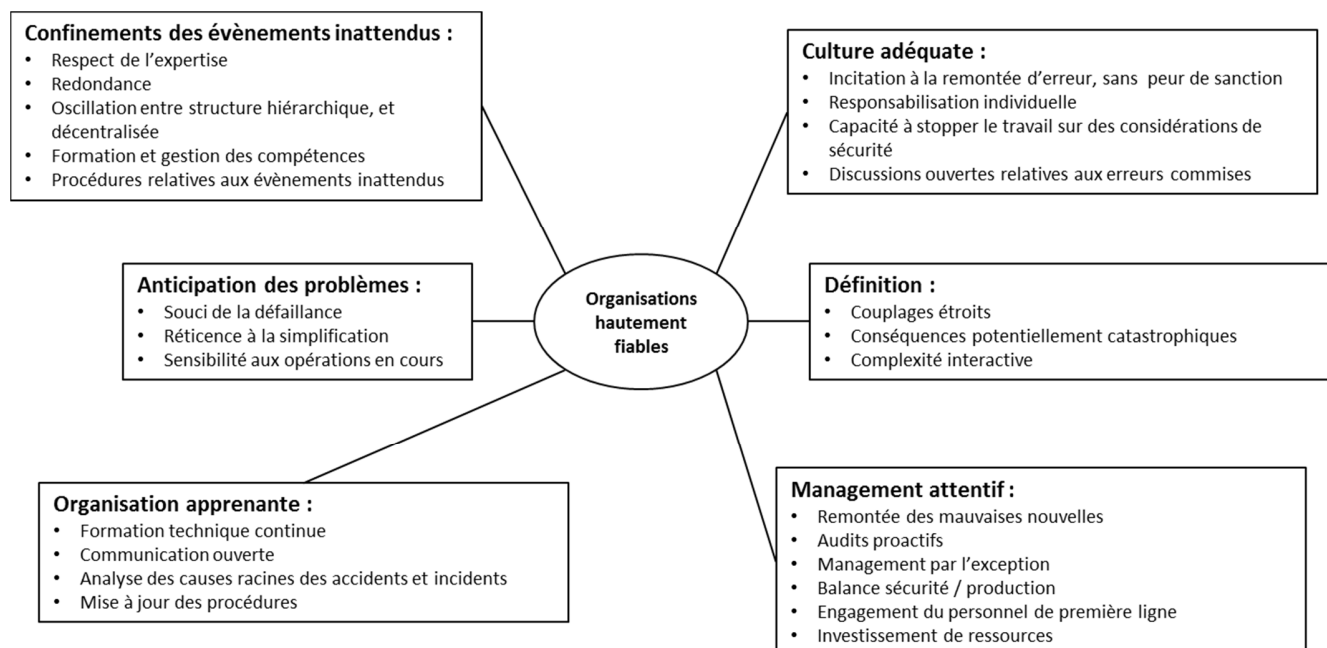 Confinements des évènements inattendus :
• Respect de l’expertise
• Redondance
• Oscillation entre structure hiérarchique, et
décentralisée
• Formation et gestion des compétences
• Procédures relatives aux évènements inattendus
Culture adéquate :
• Incitation à la remontée d’erreur, sans peur de sanction
• Responsabilisation individuelle
• Capacité à stopper le travail sur des considérations de
sécurité
• Discussions ouvertes relatives aux erreurs commises
Anticipation des problèmes :
• Souci de la défaillance
• Réticence à la simplification
• Sensibilité aux opérations en cours
Organisations
hautement
fiables
Définition :
• Couplages étroits
• Conséquences potentiellement catastrophiques
• Complexité interactive
Organisation apprenante :
• Formation technique continue
• Communication ouverte
• Analyse des causes racines des accidents et incidents
• Mise à jour des procédures
Management attentif :
• Remontée des mauvaises nouvelles
• Audits proactifs
• Management par l’exception
• Balance sécurité / production
• Engagement du personnel de première ligne
• Investissement de ressources